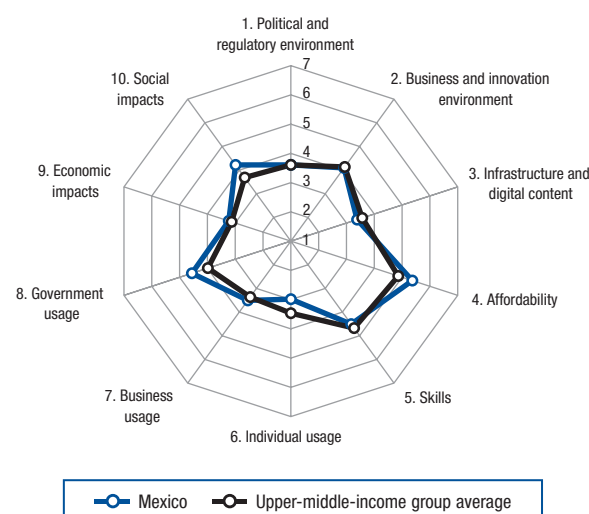 1. Political and
regulatory environment
7
6
5
4
3
2
1
2. Business and innovation
environment
3. Infrastructure and
digital content
4. Affordability
5. Skills
6. Individual usage
7. Business
usage
8. Government
usage
9. Economic
impacts
10. Social
impacts
Mexico
Upper-middle-income group average